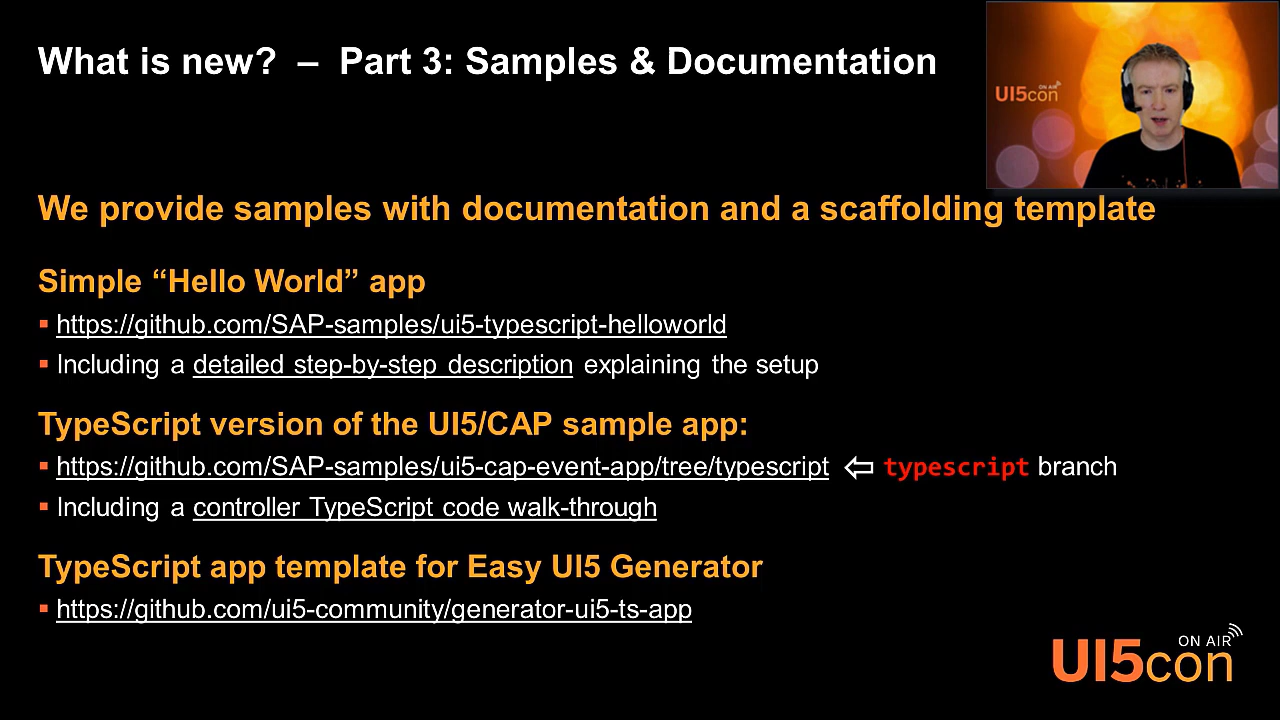 What is new? – Part 3: Samples & Documentation
UI5con ON AIR
We provide samples with documentation and a scaffolding template
Simple “Hello World” app
https://github.com/SAP-samples/ui5-typescript-helloworld
Including a detailed step-by-step description explaining the setup
TypeScript version of the UI5/CAP sample app:
https://github.com/SAP-samples/ui5-cap-event-app/tree/typescript ⇦ typescript branch
Including a controller TypeScript code walk-through
TypeScript app template for Easy UI5 Generator
https://github.com/ui5-community/generator-ui5-ts-app
ON AIR
UI5con